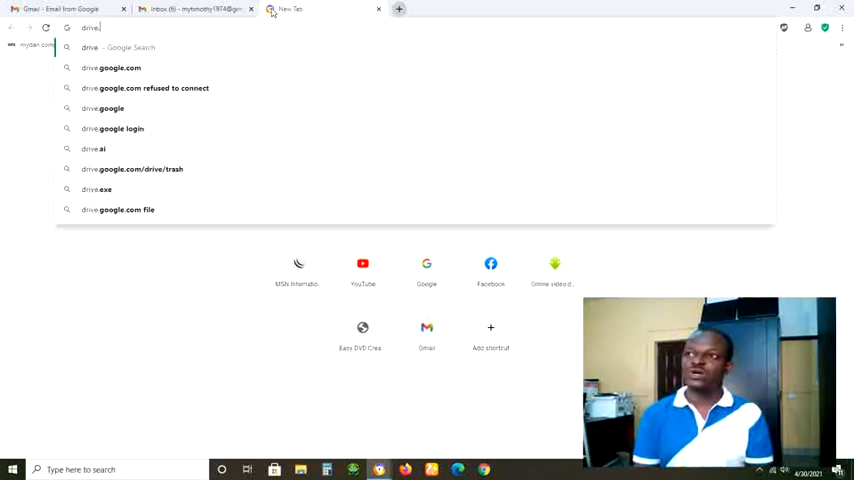 Gmail - Email from Google
Inbox (6) - mytimothy1974@gm
New Tab
drive.
mydan com
drive - Google Search
drive.google.com
drive.google.com refused to connect
drive.google
drive.google login
drive.ai
drive.google.com/drive/trash
drive.exe
drive.google.com file
MSN Internatio..
YouTube
Google
Facebook
Online video d...
Easy DVD Crea
Gmail
Add shortcut
Type here to search
4/30/2021